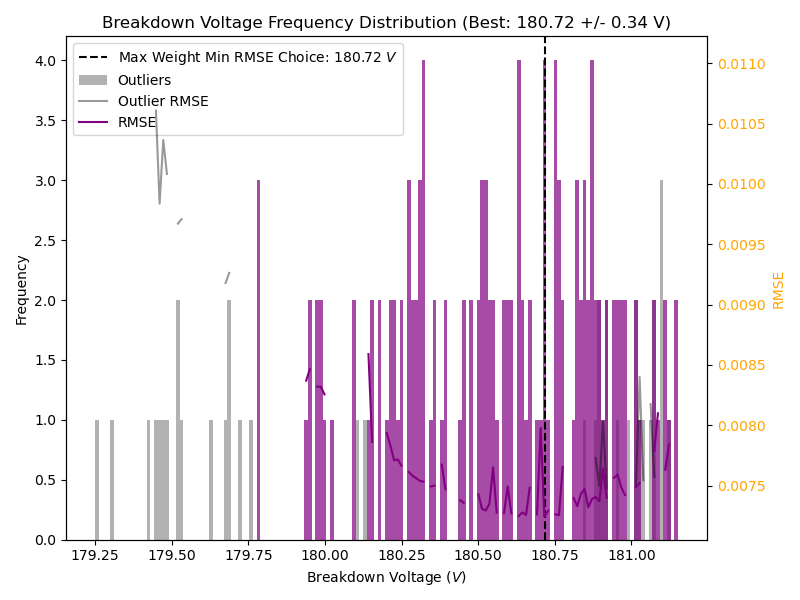 Breakdown Voltage Frequency Distribution (Best: 180.72 +/- 0.34 V)
Max Weight Min RMSE Choice: 180.72 V
Outliers
Outlier RMSE
RMSE
Frequency
4.0
3.5
3.0
2.5
2.0
1.5
1.0
0.5
0.0
0.0110
0.0105
0.0100
0.0095
0.0090
0.0085
0.0080
0.0075
RMSE
179.25 179.50 179.75 180.00 180.25 180.50 180.75 181.00
Breakdown Voltage (V)